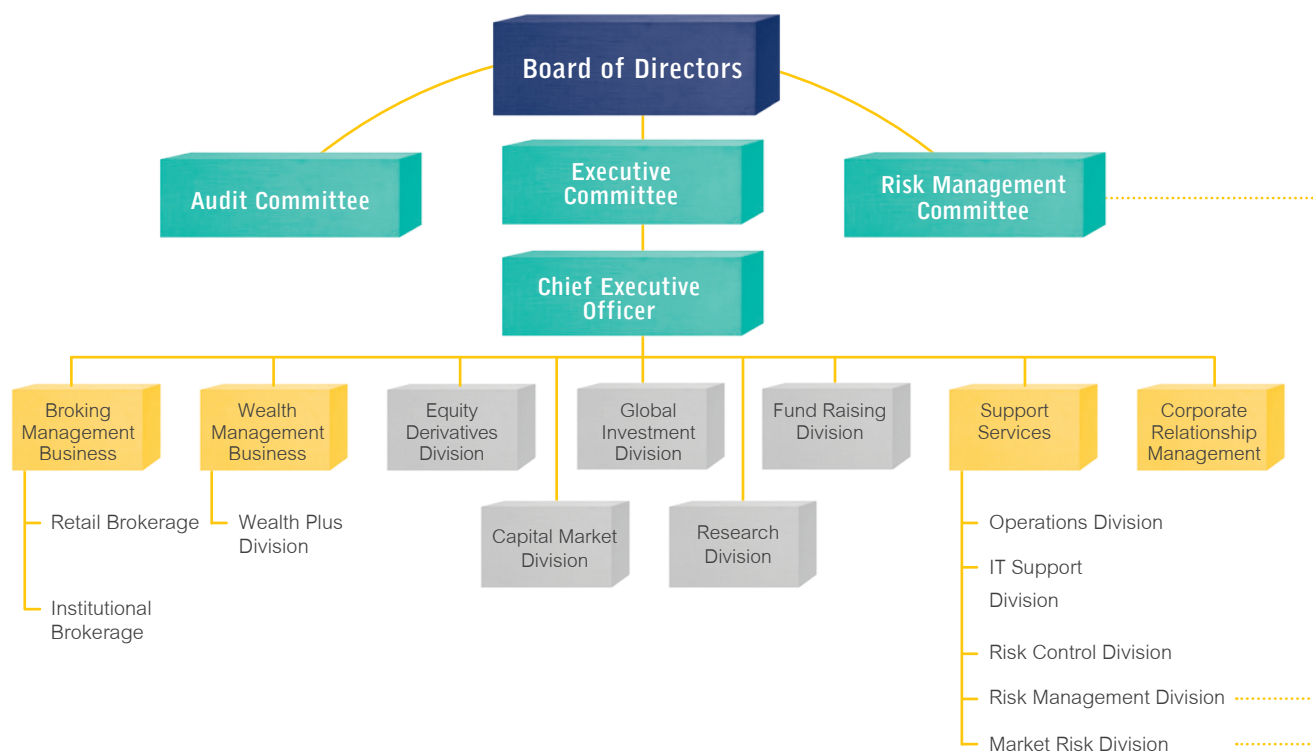 Board of Directors
Audit Committee
Executive
Committee
Risk Management
Committee
Chief Executive
Officer
Broking
Management
Business
Wealth
Management
Business
Equity
Derivatives
Division
Global
Investment
Division
Fund Raising
Division
Support
Services
Corporate
Relationship
Management
Capital Market
Division
Research
Division
Retail Brokerage
Institutional
Brokerage
Wealth Plus
Division
Operations Division
IT Support
Division
Risk Control Division
Risk Management Division
Market Risk Division